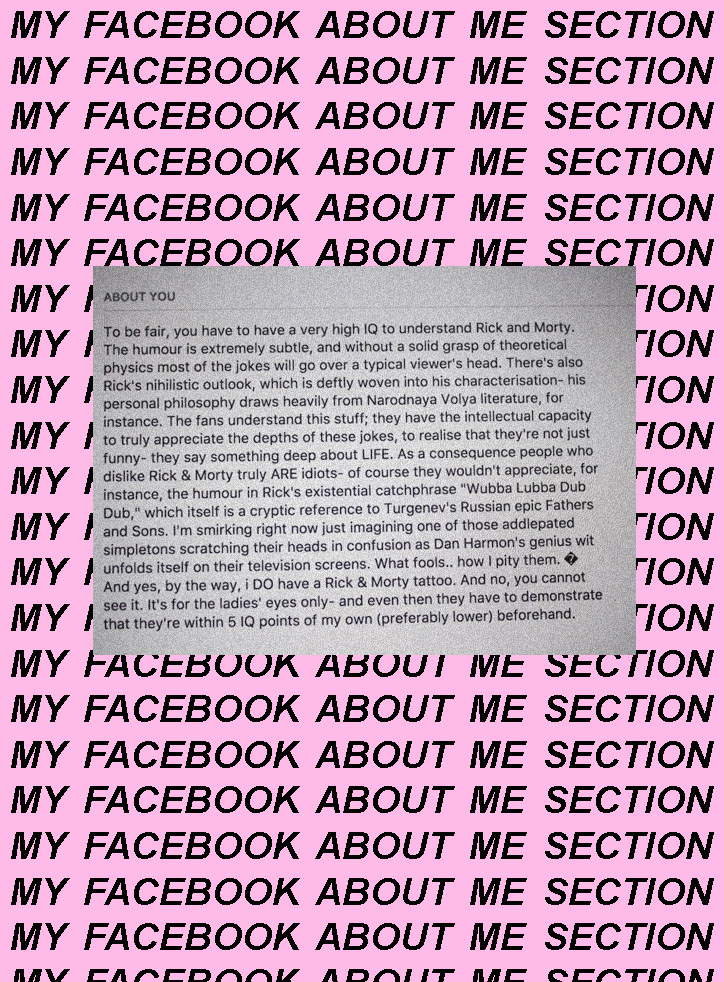 MY FACEBOOK ABOUT ME SECTION
MY FACEBOOK ABOUT ME SECTION
MY FACEBOOK ABOUT ME SECTION
MY FACEBOOK ABOUT ME SECTION
MY FACEBOOK ABOUT ME SECTION
MY FACEBOOK ABOUT ME SECTION
MY
MY
MY
MY
MY
MY
MY
MY
ABOUT YOU
To be fair, you have to have a very high IQ to understand Rick and Morty.
The humour is extremely subtle, and without a solid grasp of theoretical
physics most of the jokes will go over a typical viewer's head. There's also
Rick's nihilistic outlook, which is deftly woven into his characterisation- his
personal philosophy draws heavily from Narodnaya Volya literature, for
instance. The fans understand this stuff; they have the intellectual capacity
to truly appreciate the depths of these jokes, to realise that they're not just
funny- they say something deep about LIFE. As a consequence people who
dislike Rick & Morty truly ARE idiots- of course they wouldn't appreciate, for
instance, the humour in Rick's existential catchphrase "Wubba Lubba Dub
Dub," which itself is a cryptic reference to Turgenev's Russian epic Fathers
and Sons. I'm smirking right now just imagining one of those addlepated
simpletons scratching their heads in confusion as Dan Harmon's genius wit
unfolds itself on their television screens. What fools.. how I pity them. �
And yes, by the way, i DO have a Rick & Morty tattoo. And no, you cannot
see it. It's for the ladies' eyes only- and even then they have to demonstrate
that they're within 5 IQ points of my own (preferably lower) beforehand.
MY FACEBOOK ABOUT ME SECTION
MY FACEBOOK ABOUT ME SECTION
MY FACEBOOK ABOUT ME SECTION
MY FACEBOOK ABOUT ME SECTION
MY FACEBOOK ABOUT ME SECTION
MY FACEBOOK ABOUT ME SECTION
MY FACEBOOK ABOUT ME SECTION
MY FACEBOOK ABOUT ME SECTION